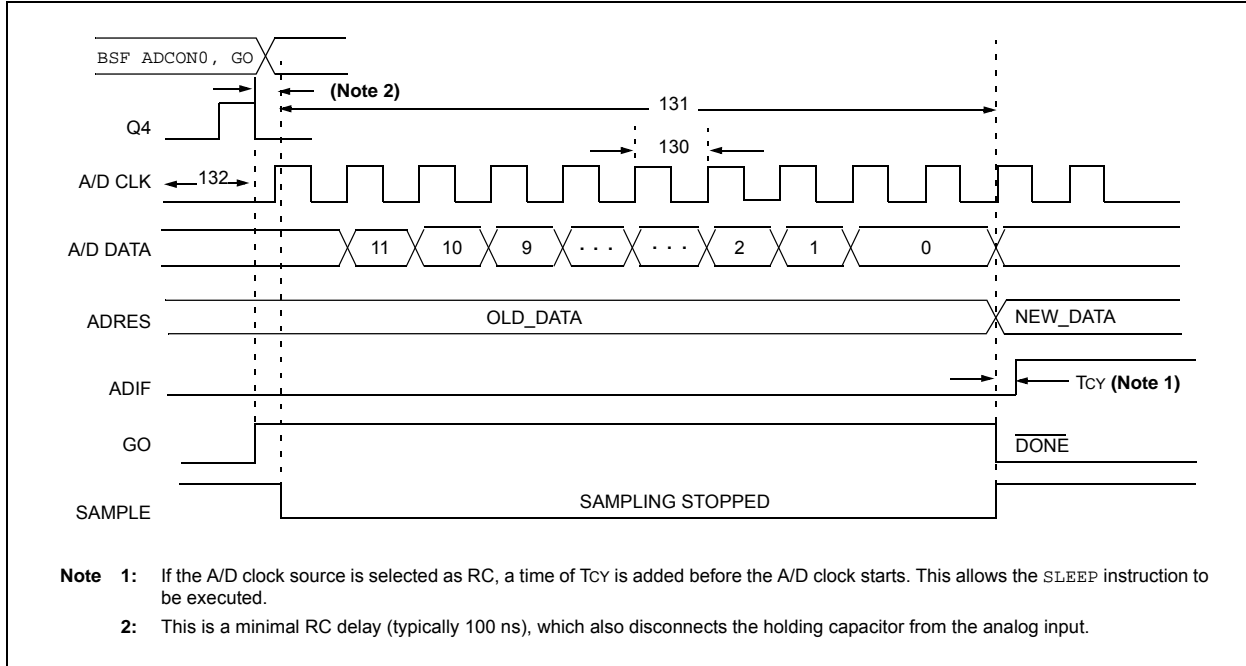 BSF ADCON0, GO
(Note 2)
131
Q4
130
A/D CLK
132
A/D DATA
11 10 9 · · · · · · 2 1 0
ADRES
OLD_DATA
NEW_DATA
ADIF
TCY (Note 1)
GO
DONE
SAMPLE
SAMPLING STOPPED
Note 1: If the A/D clock source is selected as RC, a time of TCY is added before the A/D clock starts. This allows the SLEEP instruction to
be executed.
2: This is a minimal RC delay (typically 100 ns), which also disconnects the holding capacitor from the analog input.